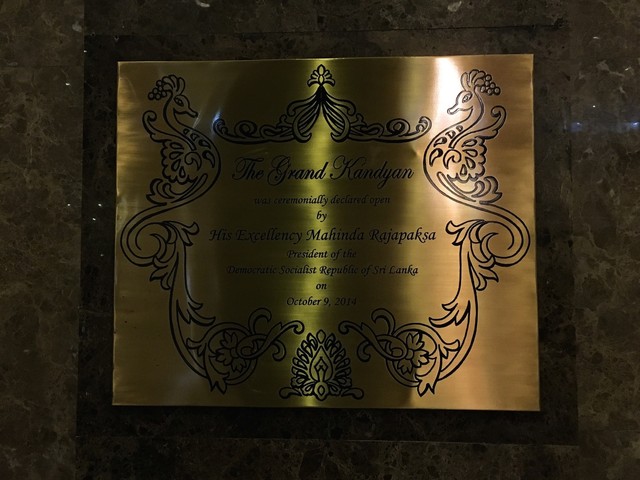 The Grand Kandyan
was ceremonially declared open
by
His Excellency Mahinda Rajapaksa
President of the
Democratic Socialist Republic of Sri Lanka
on
October 9, 2014